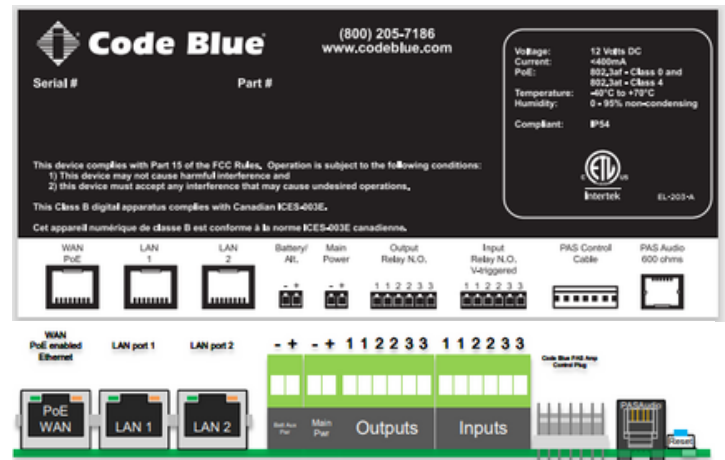 Code Blue
(800) 205-7186
www.codeblue.com
Serial #
Part #
Voltage: 12 Volts DC
Current: <400mA
PoE: 802.3af - Class 0 and
802.3at - Class 4
Temperature: -40°C to +70°C
Humidity: 0 - 95% non-condensing
Compliant: IP54
C ETL US
Intertek
EL-203-A
This device complies with Part 15 of the FCC Rules. Operation is subject to the following conditions:
1) This device may not cause harmful interference and
2) this device must accept any interference that may cause undesired operations.
This Class B digital apparatus complies with Canadian ICES-003E.
Cet appareil numérique de classe B est conforme à la norme ICES-003E canadienne.
WAN
PoE
LAN
1
LAN
2
Battery/
Alt.
- +
Main
Power
- +
Output
Relay N.O.
1 1 2 2 3 3
Input
Relay N.O.
V-triggered
1 1 2 2 3 3
PAS Control
Cable
PAS Audio
600 ohms
WAN
PoE enabled
Ethernet
LAN port 1
LAN port 2
- + - + 1 1 2 2 3 3 1 1 2 2 3 3
Code Blue PAS Amp
Control Plug
PoE
WAN
LAN 1
LAN 2
Batt Aux
Pwr
Main
Pwr
Outputs
Inputs
PASAudio
Reset